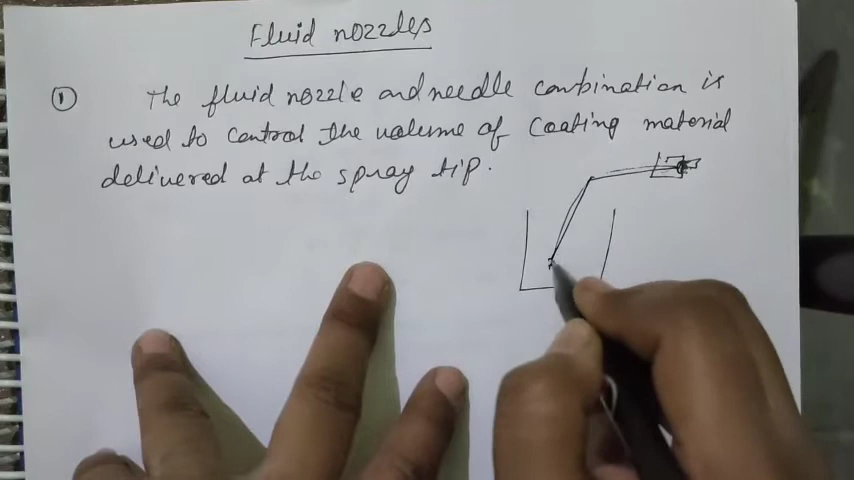 Fluid nozzles
① The fluid nozzle and needle combination is
used to control the volume of coating material
delivered at the spray tip.